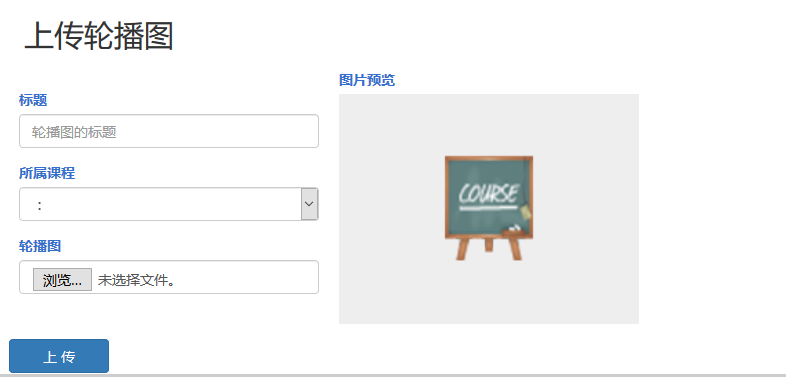 上传轮播图
图片预览
标题
轮播图的标题
所属课程
：
轮播图
浏览... 未选择文件。
COURSE
上 传